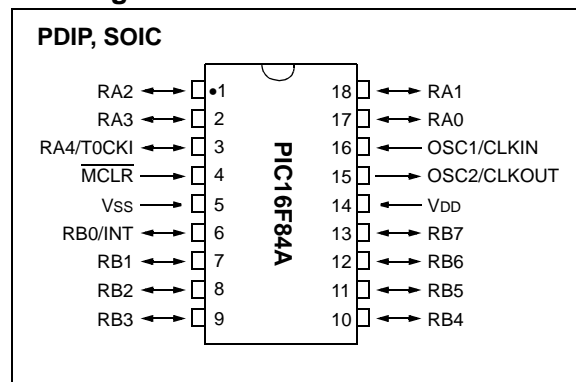 PDIP, SOIC
RA2 •1 18 RA1
RA3 2 17 RA0
RA4/T0CKI 3 16 OSC1/CLKIN
MCLR 4 15 OSC2/CLKOUT
VSS 5 14 VDD
RB0/INT 6 13 RB7
RB1 7 12 RB6
RB2 8 11 RB5
RB3 9 10 RB4
PIC16F84A